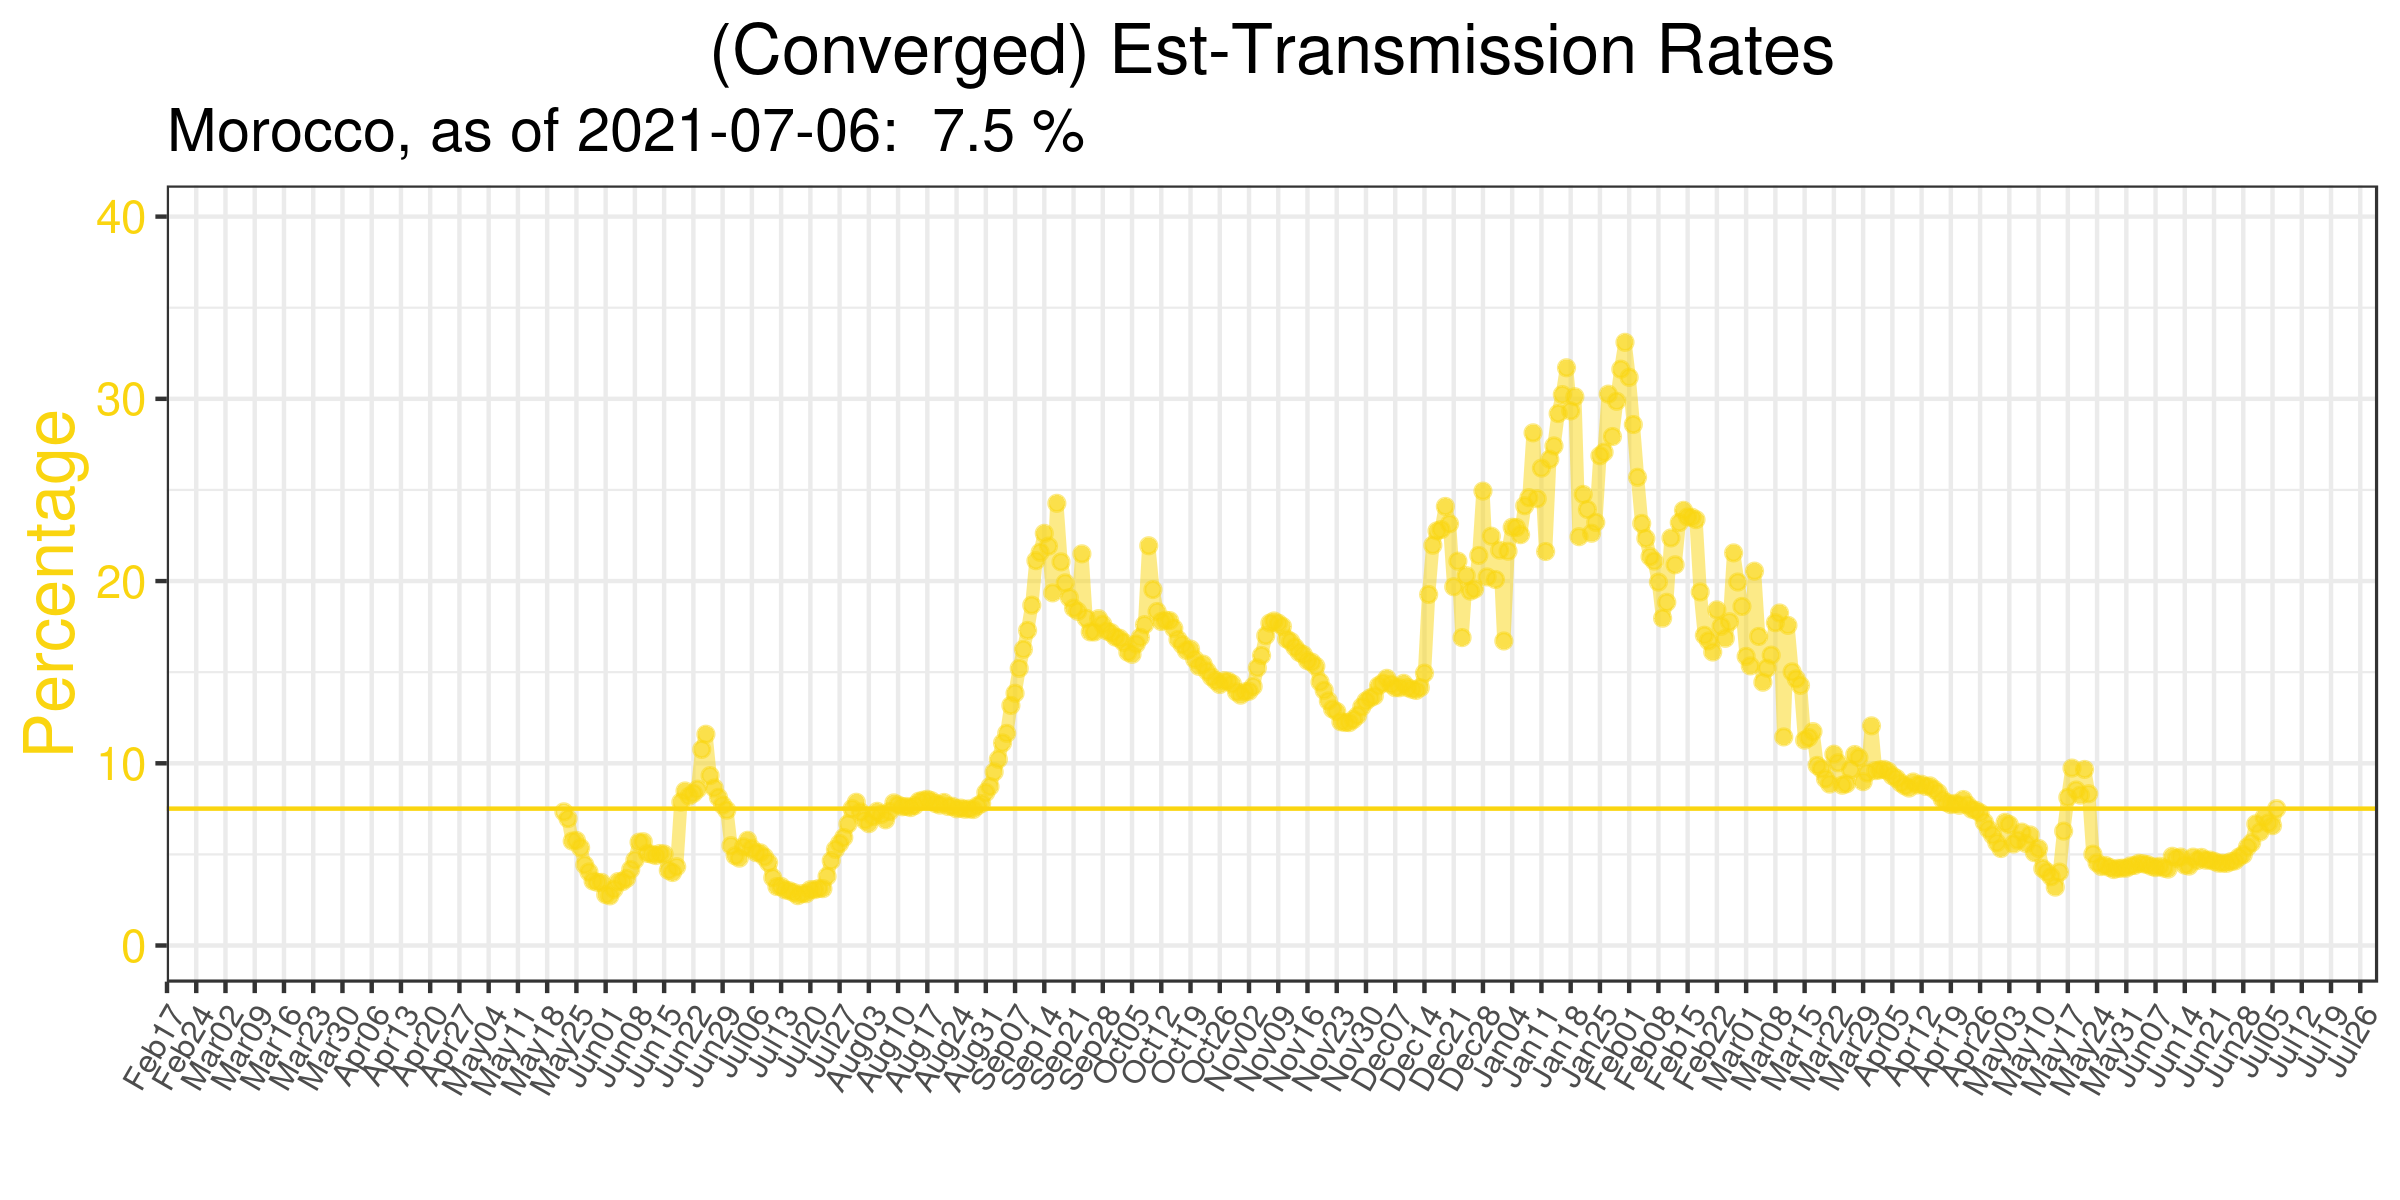 (Converged) Est-Transmission Rates
Morocco, as of 2021-07-06:  7.5 %
Percentage
40
30
20
10
0
Feb17
Feb24
Mar02
Mar09
Mar16
Mar23
Mar30
Apr06
Apr13
Apr20
Apr27
May04
May11
May18
May25
Jun01
Jun08
Jun15
Jun22
Jun29
Jul06
Jul13
Jul20
Jul27
Aug03
Aug10
Aug17
Aug24
Aug31
Sep07
Sep14
Sep21
Sep28
Oct05
Oct12
Oct19
Oct26
Nov02
Nov09
Nov16
Nov23
Nov30
Dec07
Dec14
Dec21
Dec28
Jan04
Jan11
Jan18
Jan25
Feb01
Feb08
Feb15
Feb22
Mar01
Mar08
Mar15
Mar22
Mar29
Apr05
Apr12
Apr19
Apr26
May03
May10
May17
May24
May31
Jun07
Jun14
Jun21
Jun28
Jul05
Jul12
Jul19
Jul26